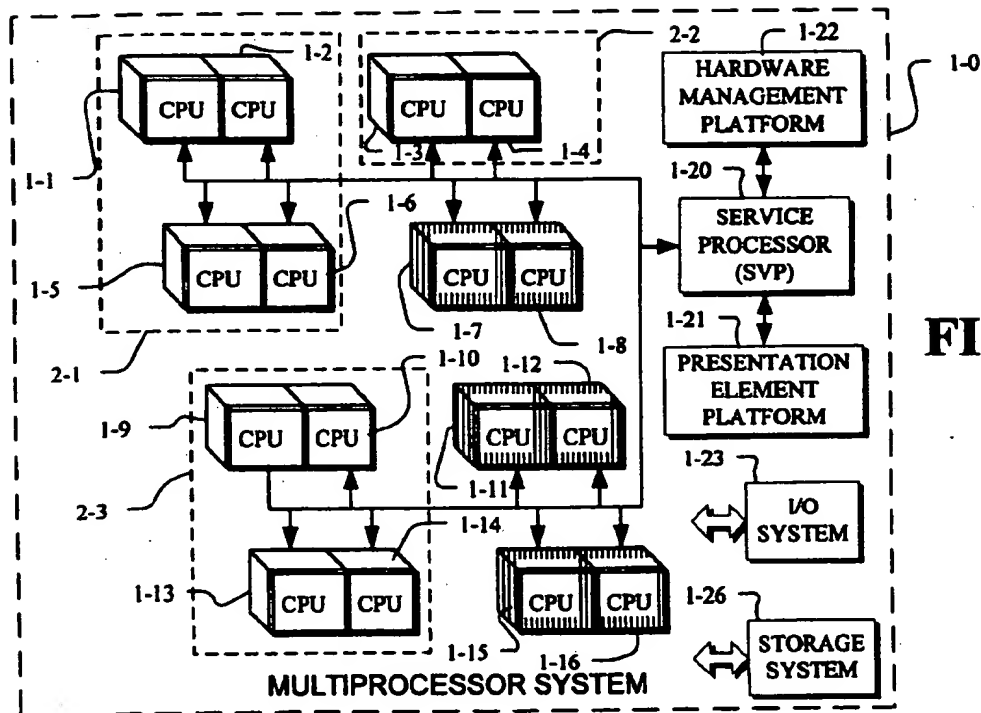 1-2
2-2
1-22
1-0
CPU CPU
CPU CPU
HARDWARE
MANAGEMENT
PLATFORM
1-3
1-4
1-1
1-20
1-6
SERVICE
PROCESSOR
(SVP)
CPU CPU
CPU CPU
1-5
1-7
1-8
1-21
2-1
1-10
1-12
PRESENTATION
ELEMENT
PLATFORM
FI
1-9
CPU CPU
CPU CPU
1-11
1-23
2-3
1-14
I/O
SYSTEM
1-13
CPU CPU
CPU CPU
1-26
1-15
1-16
STORAGE
SYSTEM
MULTIPROCESSOR SYSTEM